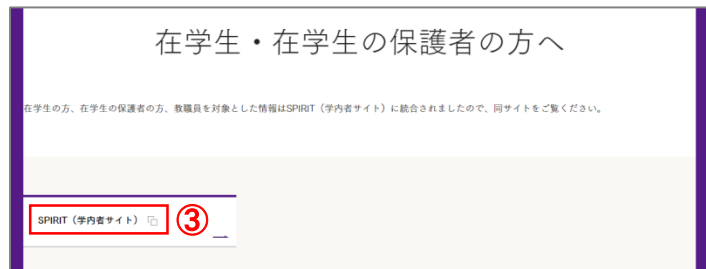 在学生・在学生の保護者の方へ
在学生の方、在学生の保護者の方、教職員を対象とした情報はSPIRIT（学内者サイト）に統合されましたので、同サイトをご覧ください。
SPIRIT（学内者サイト） ③